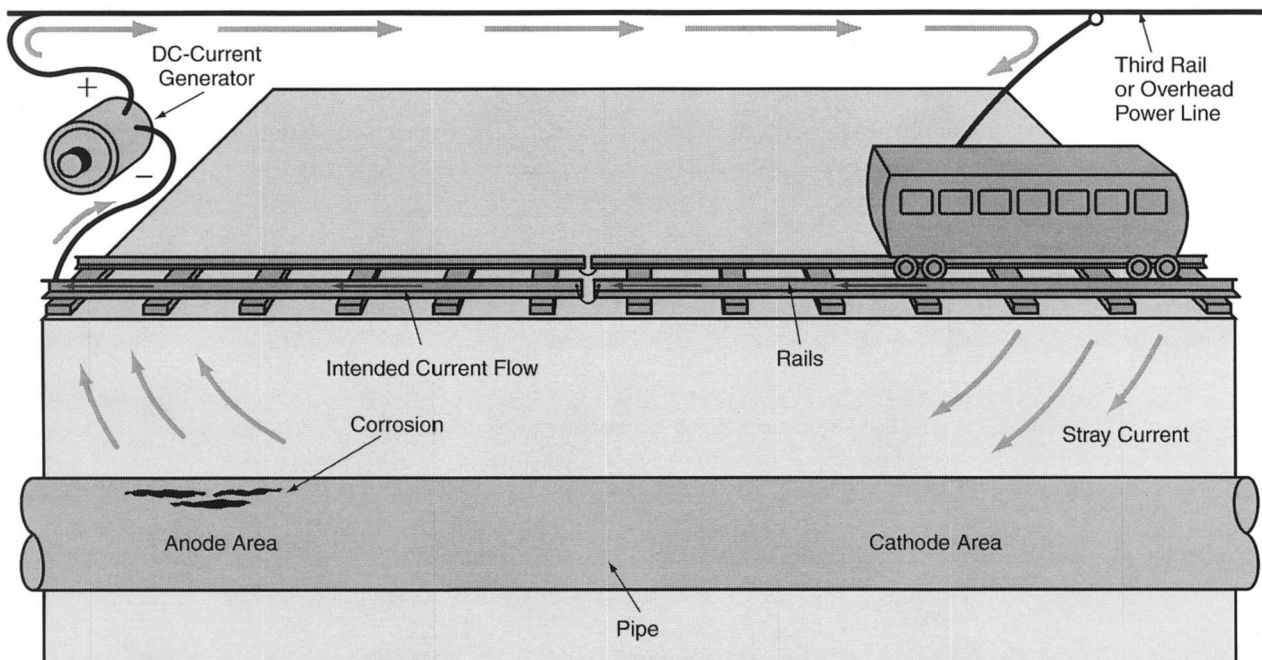 DC-Current
Generator
+
−
Third Rail
or Overhead
Power Line
Intended Current Flow
Rails
Corrosion
Stray Current
Anode Area
Cathode Area
Pipe